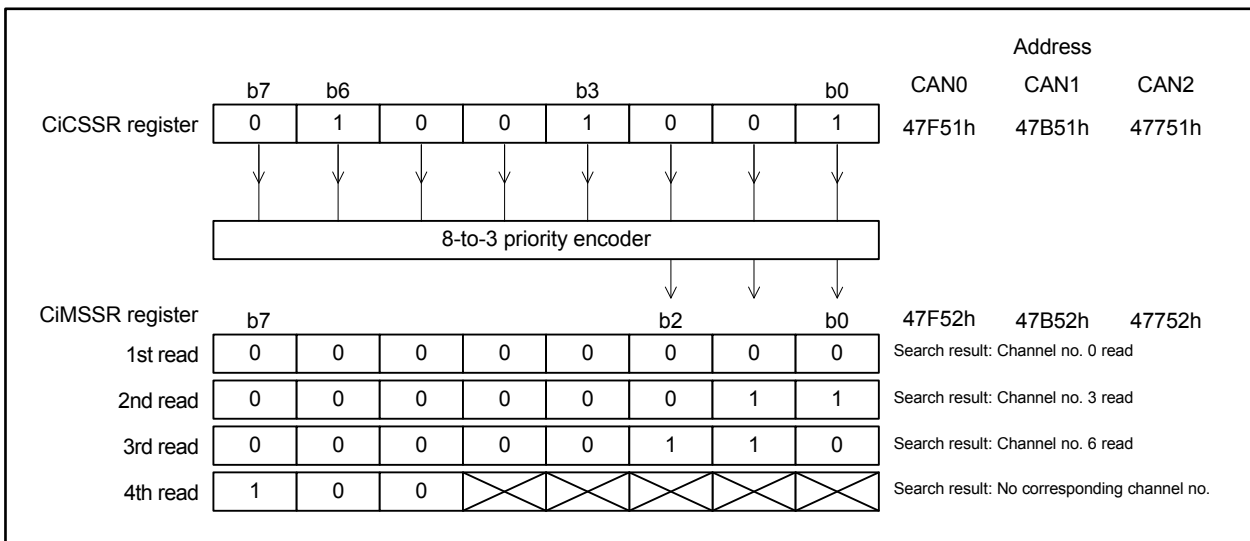 Address
CAN0 CAN1 CAN2
b7 b6 b3 b0
CiCSSR register 0 1 0 0 1 0 0 1 47F51h 47B51h 47751h
8-to-3 priority encoder
CiMSSR register b7 b2 b0 47F52h 47B52h 47752h
1st read 0 0 0 0 0 0 0 0 Search result: Channel no. 0 read
2nd read 0 0 0 0 0 0 1 1 Search result: Channel no. 3 read
3rd read 0 0 0 0 0 1 1 0 Search result: Channel no. 6 read
4th read 1 0 0 Search result: No corresponding channel no.